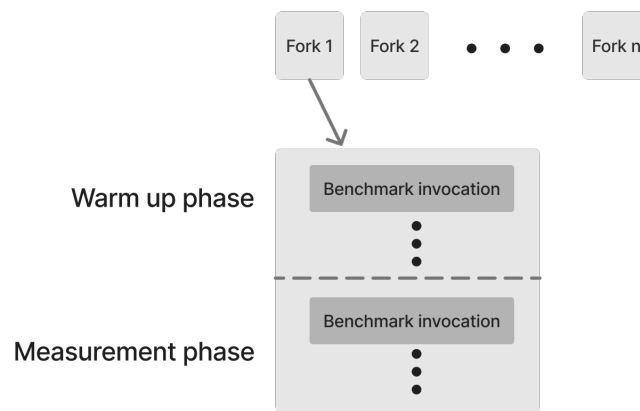 Fork 1
Fork 2
Fork n
Warm up phase
Benchmark invocation
Measurement phase
Benchmark invocation